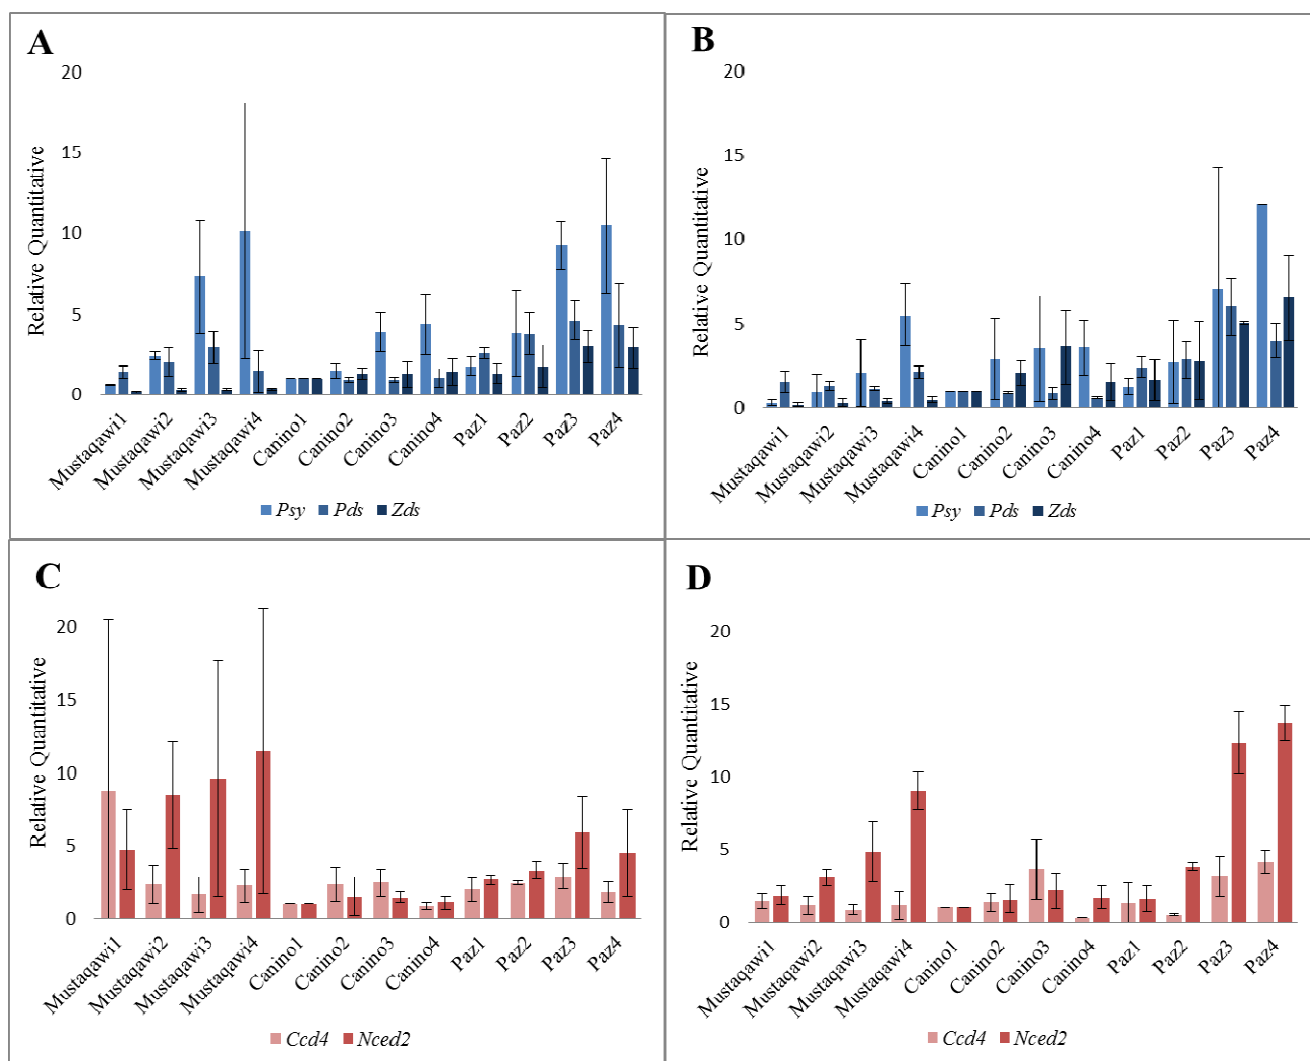 A
Relative Quantitative
20
15
10
5
0
Mustaqawi1 Mustaqawi2 Mustaqawi3 Mustaqawi4 Canino1 Canino2 Canino3 Canino4 Paz1 Paz2 Paz3 Paz4
Psy Pds Zds
B
Relative Quantitative
20
15
10
5
0
Mustaqawi1 Mustaqawi2 Mustaqawi3 Mustaqawi4 Canino1 Canino2 Canino3 Canino4 Paz1 Paz2 Paz3 Paz4
Psy Pds Zds
C
Relative Quantitative
20
15
10
5
0
Mustaqawi1 Mustaqawi2 Mustaqawi3 Mustaqawi4 Canino1 Canino2 Canino3 Canino4 Paz1 Paz2 Paz3 Paz4
Ccd4 Nced2
D
Relative Quantitative
20
15
10
5
0
Mustaqawi1 Mustaqawi2 Mustaqawi3 Mustaqawi4 Canino1 Canino2 Canino3 Canino4 Paz1 Paz2 Paz3 Paz4
Ccd4 Nced2